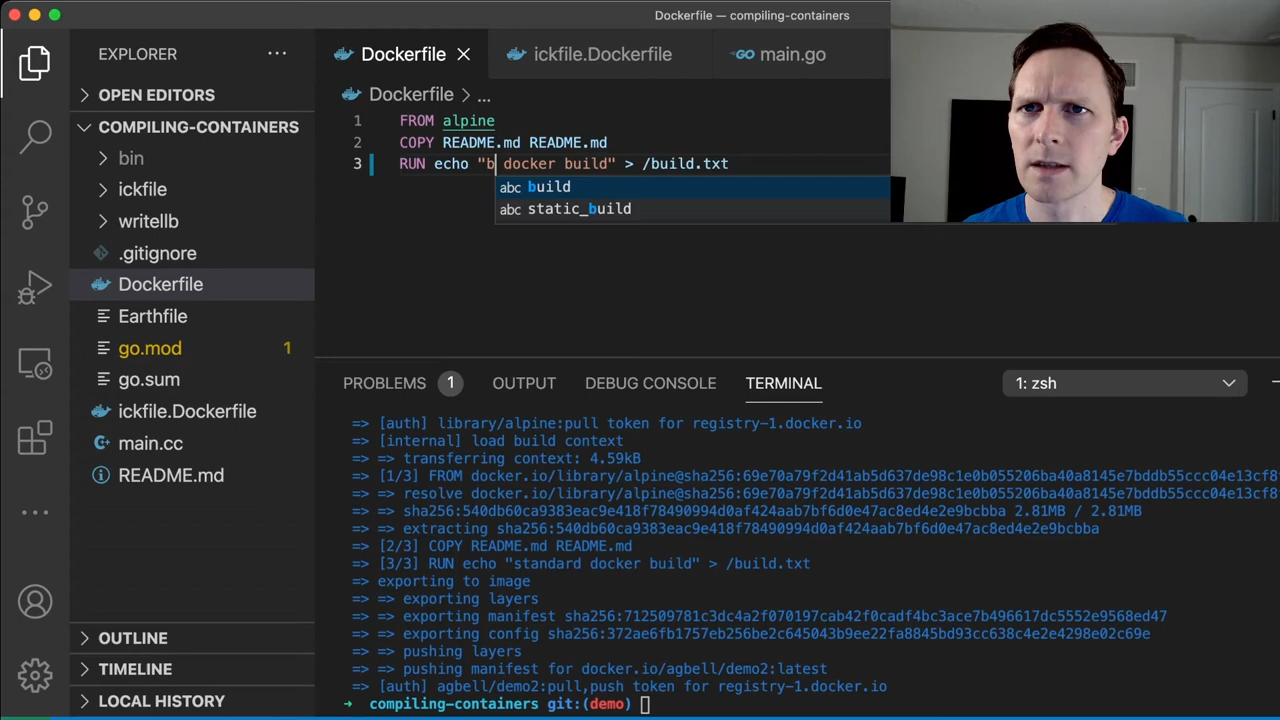 Dockerfile — compiling-containers
EXPLORER
OPEN EDITORS
COMPILING-CONTAINERS
bin
ickfile
writellb
.gitignore
Dockerfile
Earthfile
go.mod 1
go.sum
ickfile.Dockerfile
main.cc
README.md
OUTLINE
TIMELINE
LOCAL HISTORY
Dockerfile ickfile.Dockerfile main.go
Dockerfile > ...
1 FROM alpine
2 COPY README.md README.md
3 RUN echo "b docker build" > /build.txt
abc build
abc static_build
PROBLEMS 1 OUTPUT DEBUG CONSOLE TERMINAL 1: zsh
=> [auth] library/alpine:pull token for registry-1.docker.io
=> [internal] load build context
=> => transferring context: 4.59kB
=> [1/3] FROM docker.io/library/alpine@sha256:69e70a79f2d41ab5d637de98c1e0b055206ba40a8145e7bddb55ccc04e13cf8
=> => resolve docker.io/library/alpine@sha256:69e70a79f2d41ab5d637de98c1e0b055206ba40a8145e7bddb55ccc04e13cf8
=> => sha256:540db60ca9383eac9e418f78490994d0af424aab7bf6d0e47ac8ed4e2e9bcbba 2.81MB / 2.81MB
=> => extracting sha256:540db60ca9383eac9e418f78490994d0af424aab7bf6d0e47ac8ed4e2e9bcbba
=> [2/3] COPY README.md README.md
=> [3/3] RUN echo "standard docker build" > /build.txt
=> exporting to image
=> => exporting layers
=> => exporting manifest sha256:712509781c3dc4a2f070197cab42f0cadf4bc3ace7b496617dc5552e9568ed47
=> => exporting config sha256:372ae6fb1757eb256be2c645043b9ee22fa8845bd93cc638c4e2e4298e02c69e
=> => pushing layers
=> => pushing manifest for docker.io/agbell/demo2:latest
=> [auth] agbell/demo2:pull,push token for registry-1.docker.io
→ compiling-containers git:(demo)